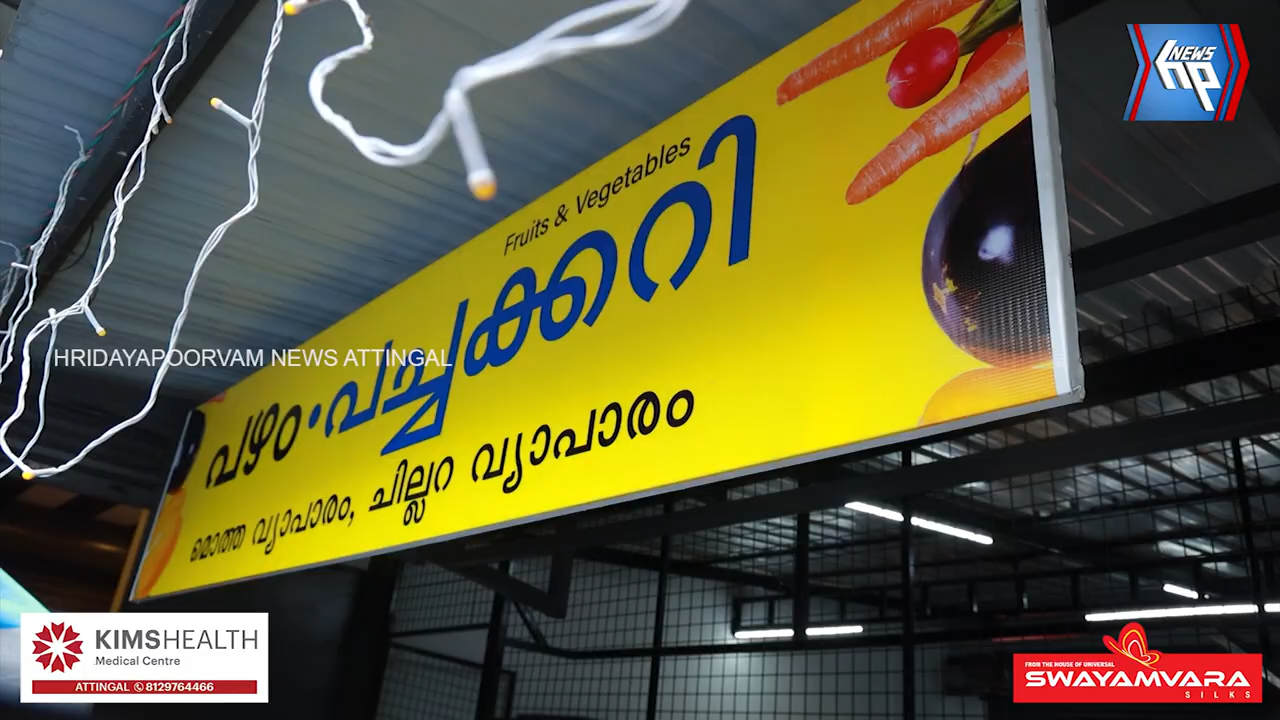 NEWS
hp
Fruits & Vegetables
പഴം•പച്ചക്കറി
മൊത്ത വ്യാപാരം, ചില്ലറ വ്യാപാരം
HRIDAYAPOORVAM NEWS ATTINGAL
KIMSHEALTH
Medical Centre
ATTINGAL 8129764466
FROM THE HOUSE OF UNIVERSAL
SWAYAMVARA
SILKS